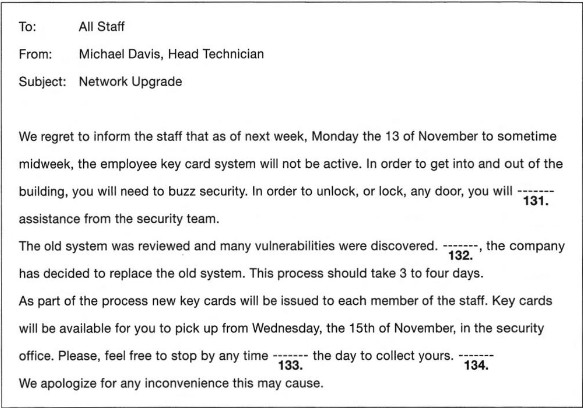 To: All Staff
From: Michael Davis, Head Technician
Subject: Network Upgrade
We regret to inform the staff that as of next week, Monday the 13 of November to sometime
midweek, the employee key card system will not be active. In order to get into and out of the
building, you will need to buzz security. In order to unlock, or lock, any door, you will -------
131.
assistance from the security team.
The old system was reviewed and many vulnerabilities were discovered. -------, the company
132.
has decided to replace the old system. This process should take 3 to four days.
As part of the process new key cards will be issued to each member of the staff. Key cards
will be available for you to pick up from Wednesday, the 15th of November, in the security
office. Please, feel free to stop by any time ------- the day to collect yours. -------
133. 134.
We apologize for any inconvenience this may cause.